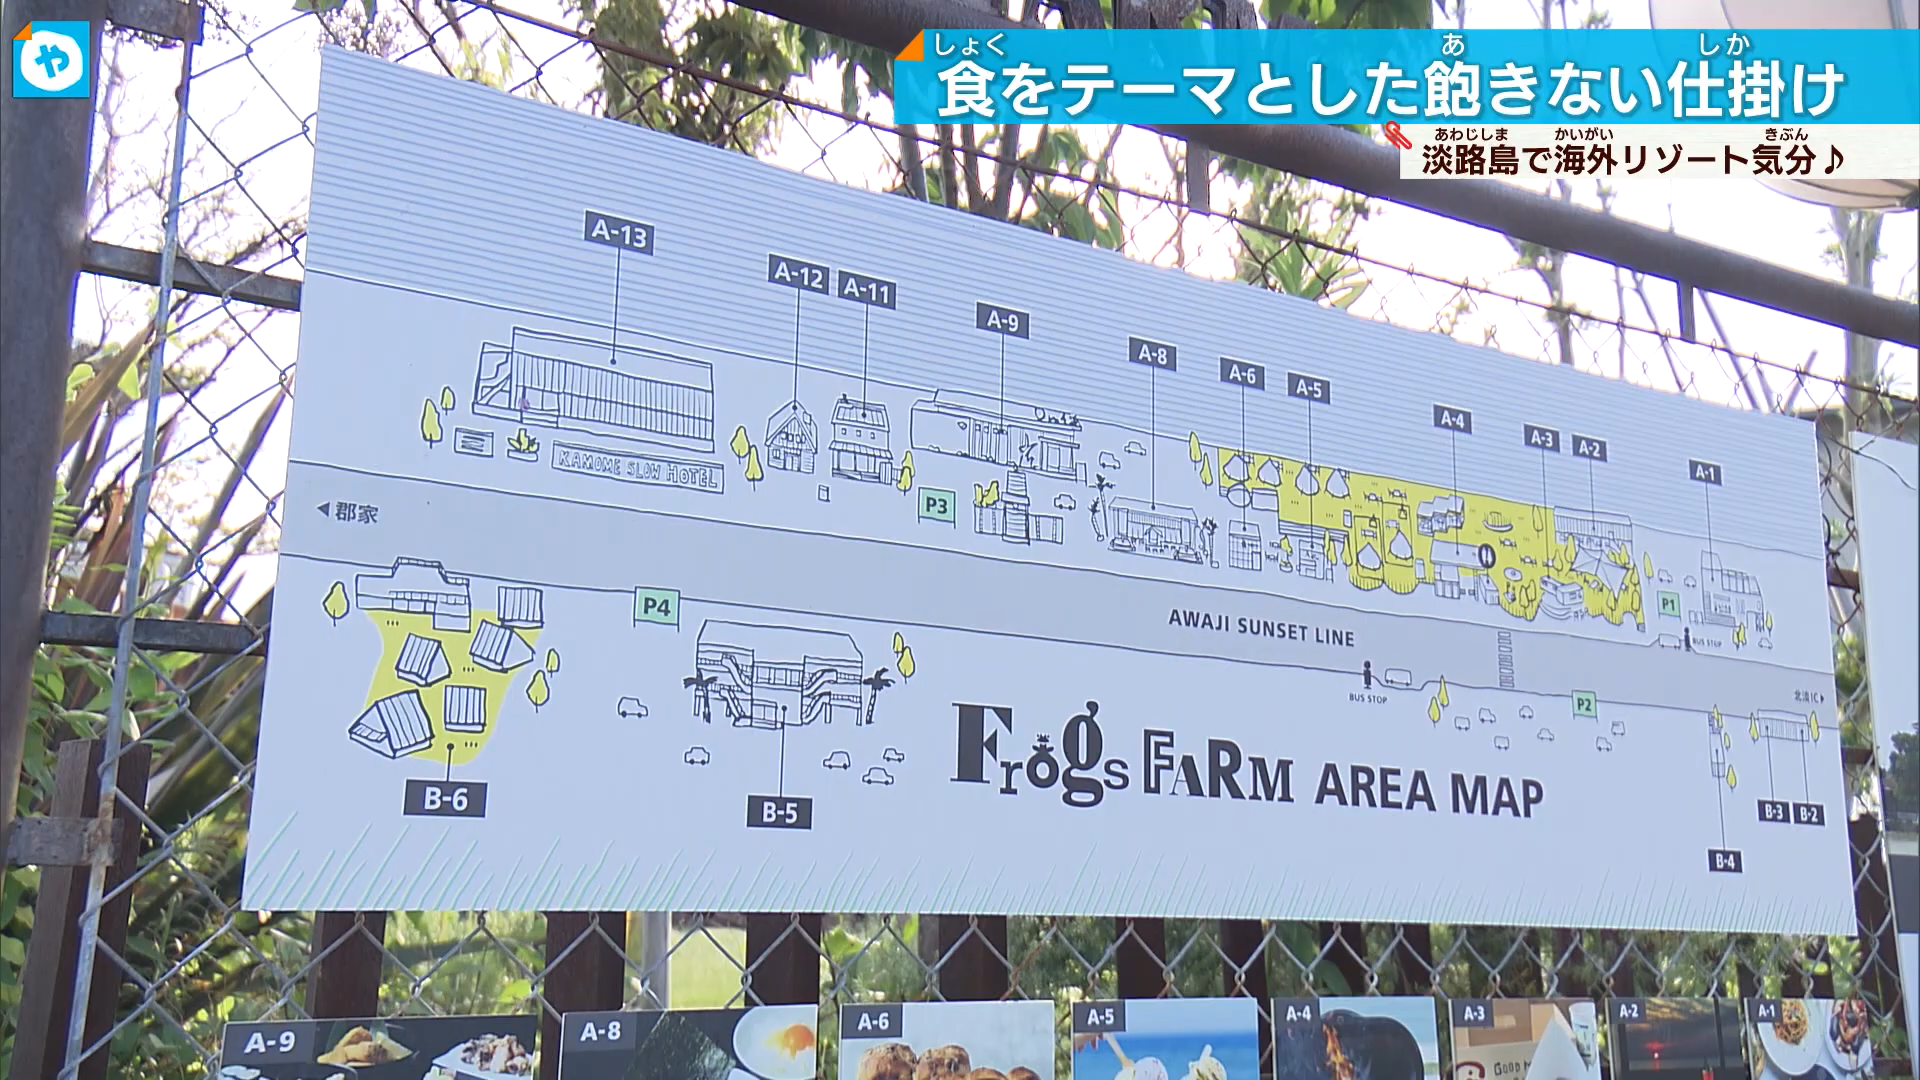 や
しょく あ しか
食をテーマとした飽きない仕掛け
あわじしま かいがい きぶん
淡路島で海外リゾート気分♪
A-13
A-12
A-11
A-9
A-8
A-6
A-5
A-4
A-3
A-2
A-1
KAMOME SLOW HOTEL
P3
郡家
P4
AWAJI SUNSET LINE
P1
BUS STOP
BUS STOP
P2
北淡IC
Frogs FARM AREA MAP
B-6
B-5
B-3
B-2
B-4
A-9
A-8
A-6
A-5
A-4
A-3
A-2
A-1